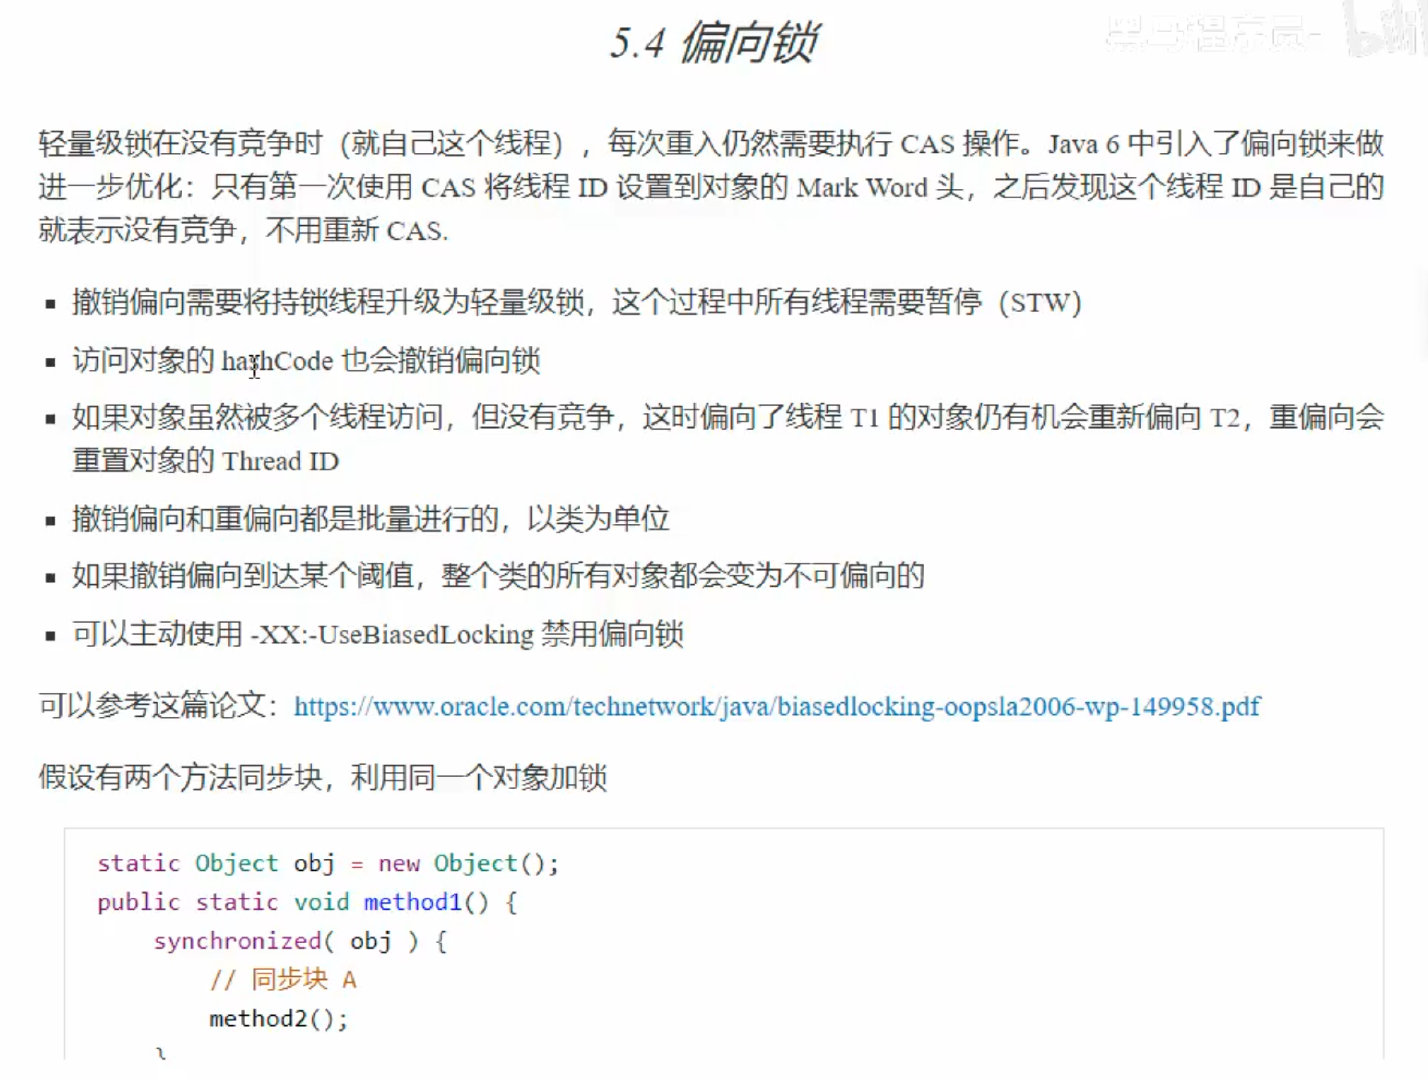 黑马程序员-
5.4 偏向锁
轻量级锁在没有竞争时（就自己这个线程），每次重入仍然需要执行 CAS 操作。Java 6 中引入了偏向锁来做
进一步优化：只有第一次使用 CAS 将线程 ID 设置到对象的 Mark Word 头，之后发现这个线程 ID 是自己的
就表示没有竞争，不用重新 CAS.
▪ 撤销偏向需要将持锁线程升级为轻量级锁，这个过程中所有线程需要暂停（STW）
▪ 访问对象的 hashCode 也会撤销偏向锁
▪ 如果对象虽然被多个线程访问，但没有竞争，这时偏向了线程 T1 的对象仍有机会重新偏向 T2，重偏向会
重置对象的 Thread ID
▪ 撤销偏向和重偏向都是批量进行的，以类为单位
▪ 如果撤销偏向到达某个阈值，整个类的所有对象都会变为不可偏向的
▪ 可以主动使用 -XX:-UseBiasedLocking 禁用偏向锁
可以参考这篇论文：https://www.oracle.com/technetwork/java/biasedlocking-oopsla2006-wp-149958.pdf
假设有两个方法同步块，利用同一个对象加锁
static Object obj = new Object();
public static void method1() {
synchronized( obj ) {
// 同步块 A
method2();
}